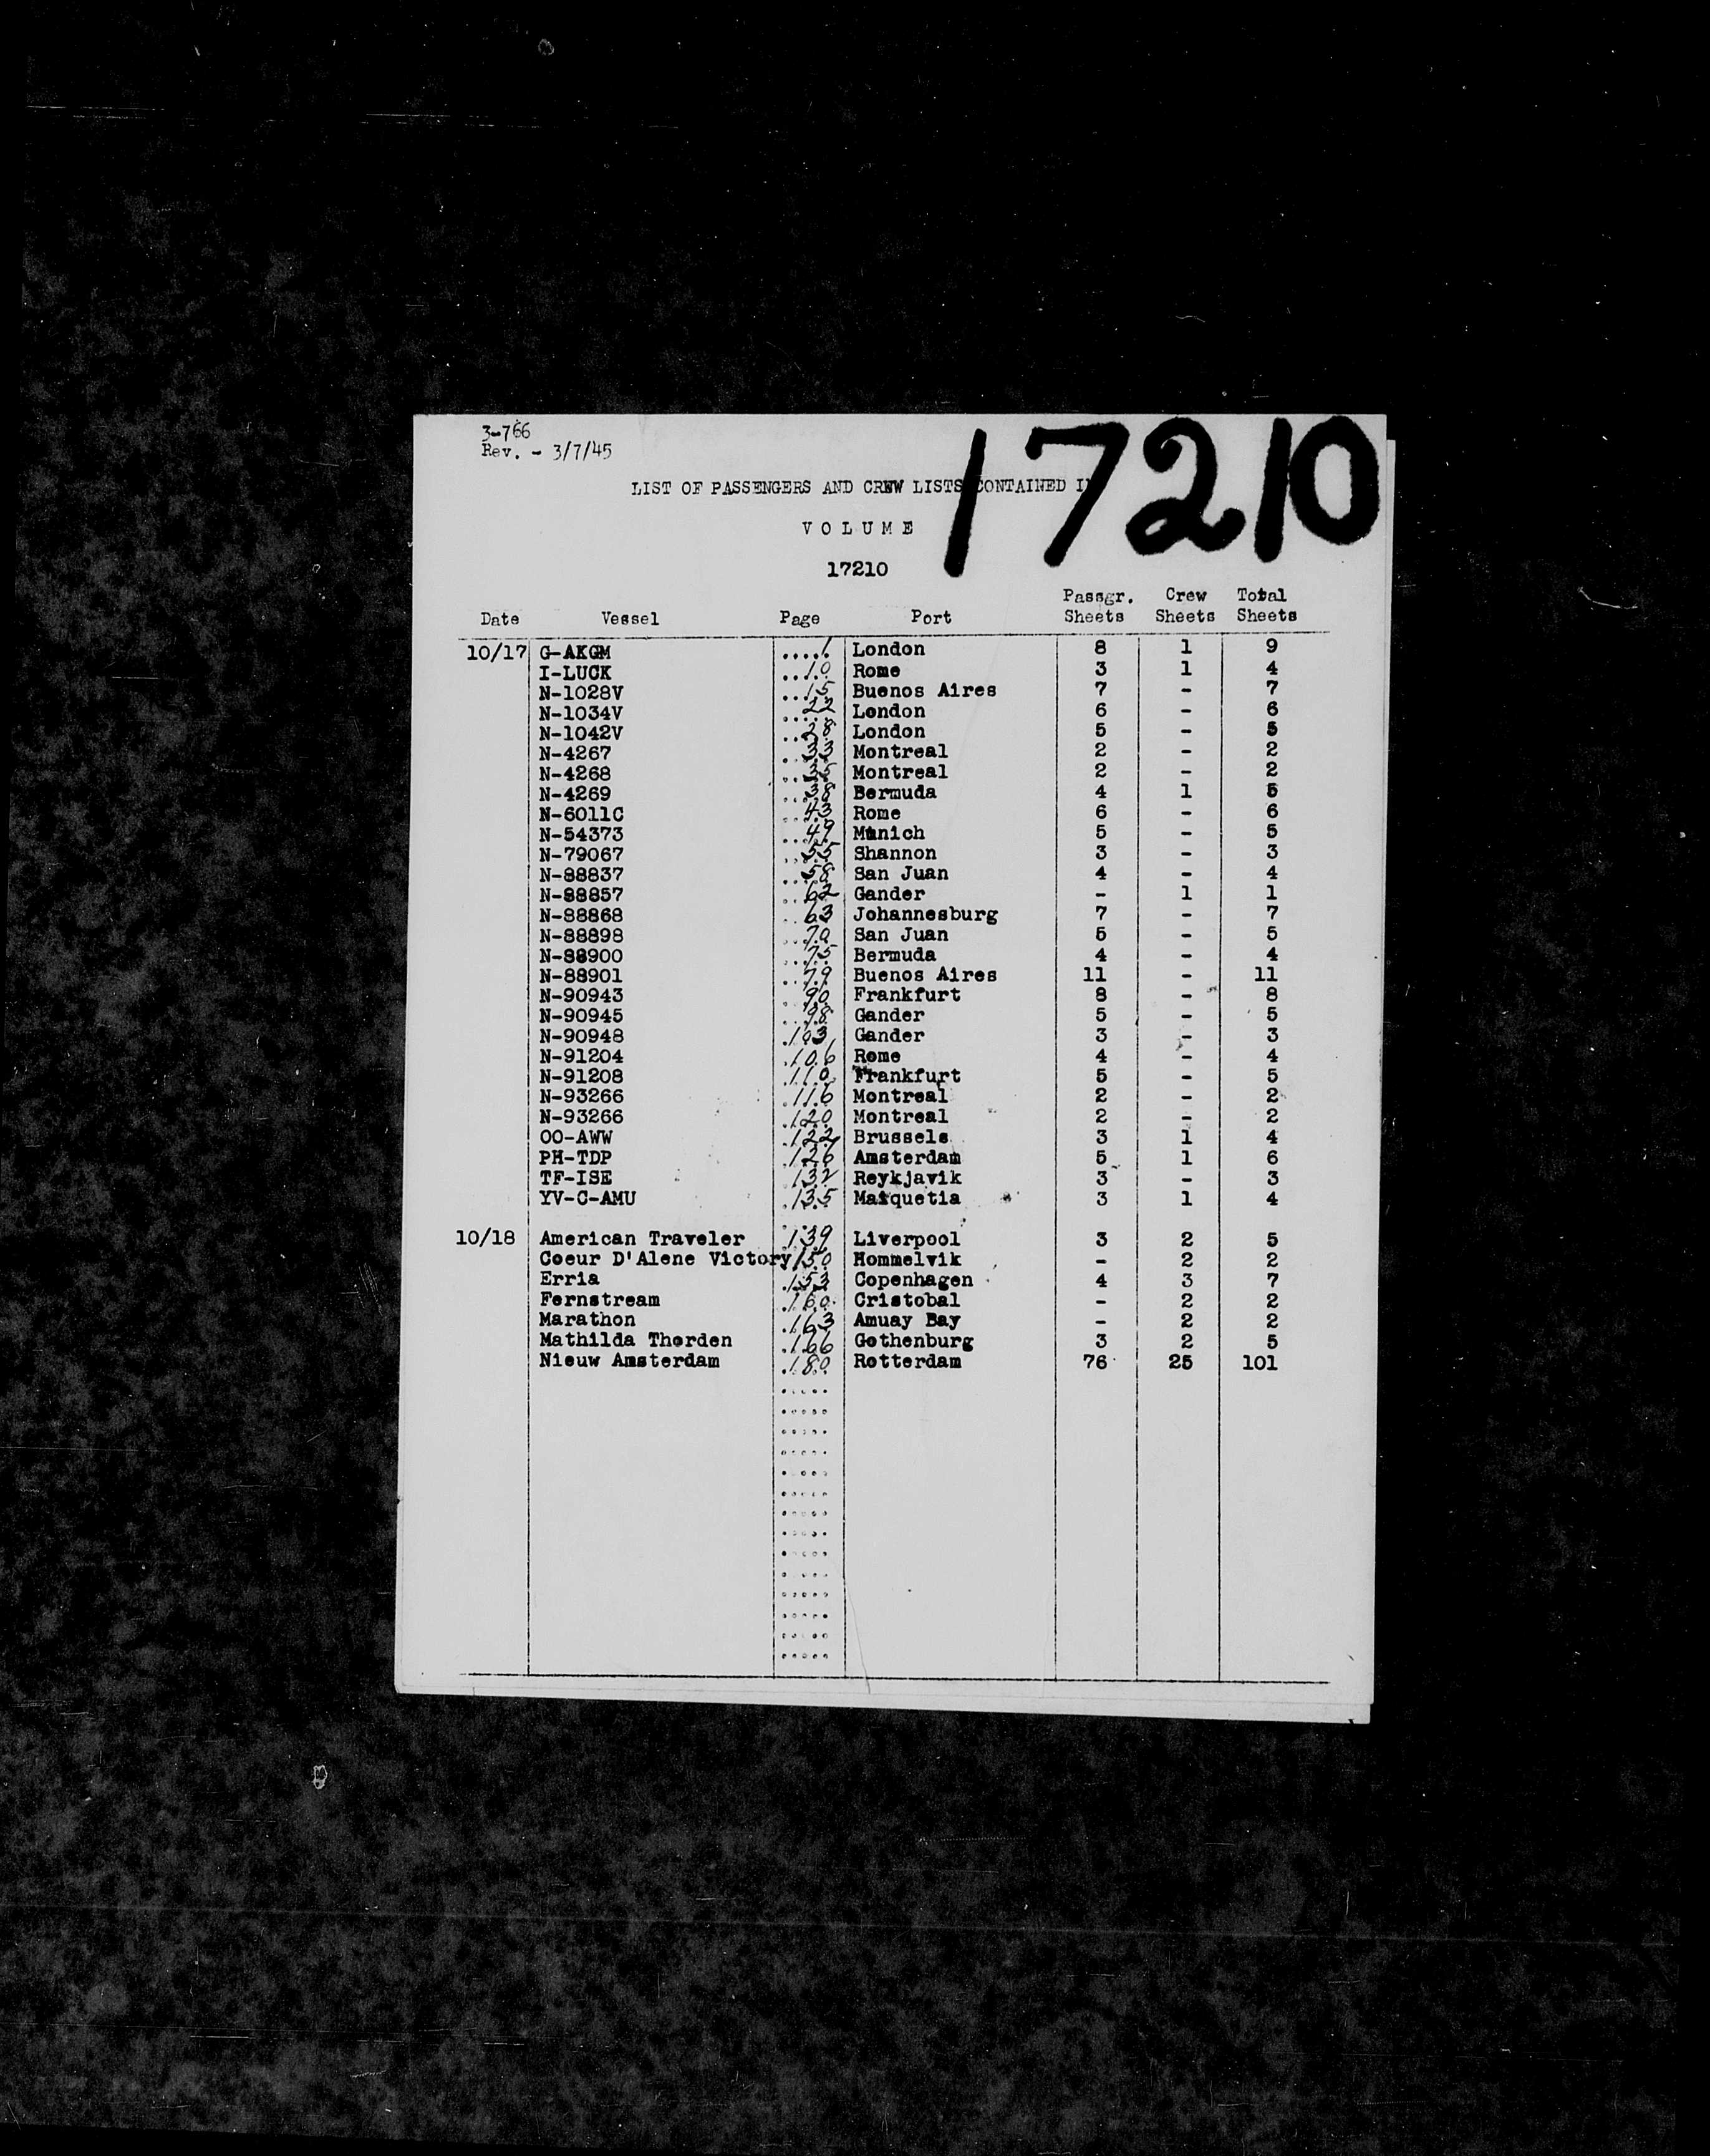 3-766
Rev. - 3/7/45
17210
LIST OF PASSENGERS AND CREW LISTS CONTAINED IN
VOLUME
17210
Date Vessel Page Port Passgr. Sheets Crew Sheets Total Sheets
10/17 G-AKGM .....1 London 8 1 9
I-LUCK 10 Rome 3 1 4
N-1028V 15 Buenos Aires 7 - 7
N-1034V 22 London 6 - 6
N-1042V 28 London 5 - 5
N-4267 33 Montreal 2 - 2
N-4268 35 Montreal 2 - 2
N-4269 38 Bermuda 4 1 5
N-6011C 43 Rome 6 - 6
N-54373 49 Munich 5 - 5
N-79067 55 Shannon 3 - 3
N-88837 58 San Juan 4 - 4
N-88857 62 Gander - 1 1
N-88868 63 Johannesburg 7 - 7
N-88898 70 San Juan 5 - 5
N-88900 75 Bermuda 4 - 4
N-88901 79 Buenos Aires 11 - 11
N-90943 90 Frankfurt 8 - 8
N-90945 98 Gander 5 - 5
N-90948 103 Gander 3 - 3
N-91204 106 Rome 4 - 4
N-91208 110 Frankfurt 5 - 5
N-93266 116 Montreal 2 - 2
N-93266 120 Montreal 2 - 2
OO-AWW 122 Brussels 3 1 4
PH-TDP 126 Amsterdam 5 1 6
TF-ISE 132 Reykjavik 3 - 3
YV-C-AMU 135 Maiquetia 3 1 4
10/18 American Traveler 139 Liverpool 3 2 5
Coeur D'Alene Victory 150 Hommelvik - 2 2
Erria 153 Copenhagen 4 3 7
Fernstream 160 Cristobal - 2 2
Marathon 163 Amuay Bay - 2 2
Mathilda Thorden 166 Gothenburg 3 2 5
Nieuw Amsterdam 180 Rotterdam 76 25 101